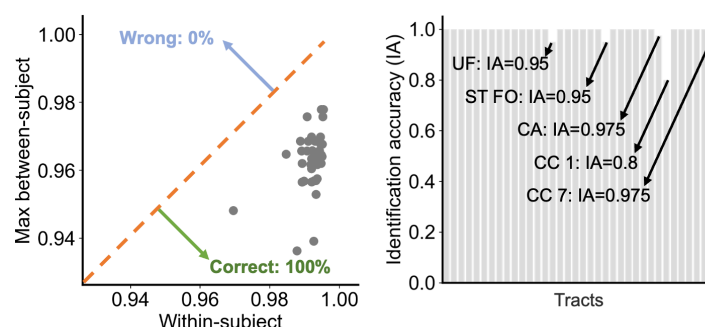 1.00
0.98
0.96
0.94
Max between-subject
Wrong: 0%
Correct: 100%
0.94 0.96 0.98 1.00
Within-subject
1.0
0.8
0.6
0.4
0.2
0.0
Identification accuracy (IA)
UF: IA=0.95
ST FO: IA=0.95
CA: IA=0.975
CC 1: IA=0.8
CC 7: IA=0.975
Tracts